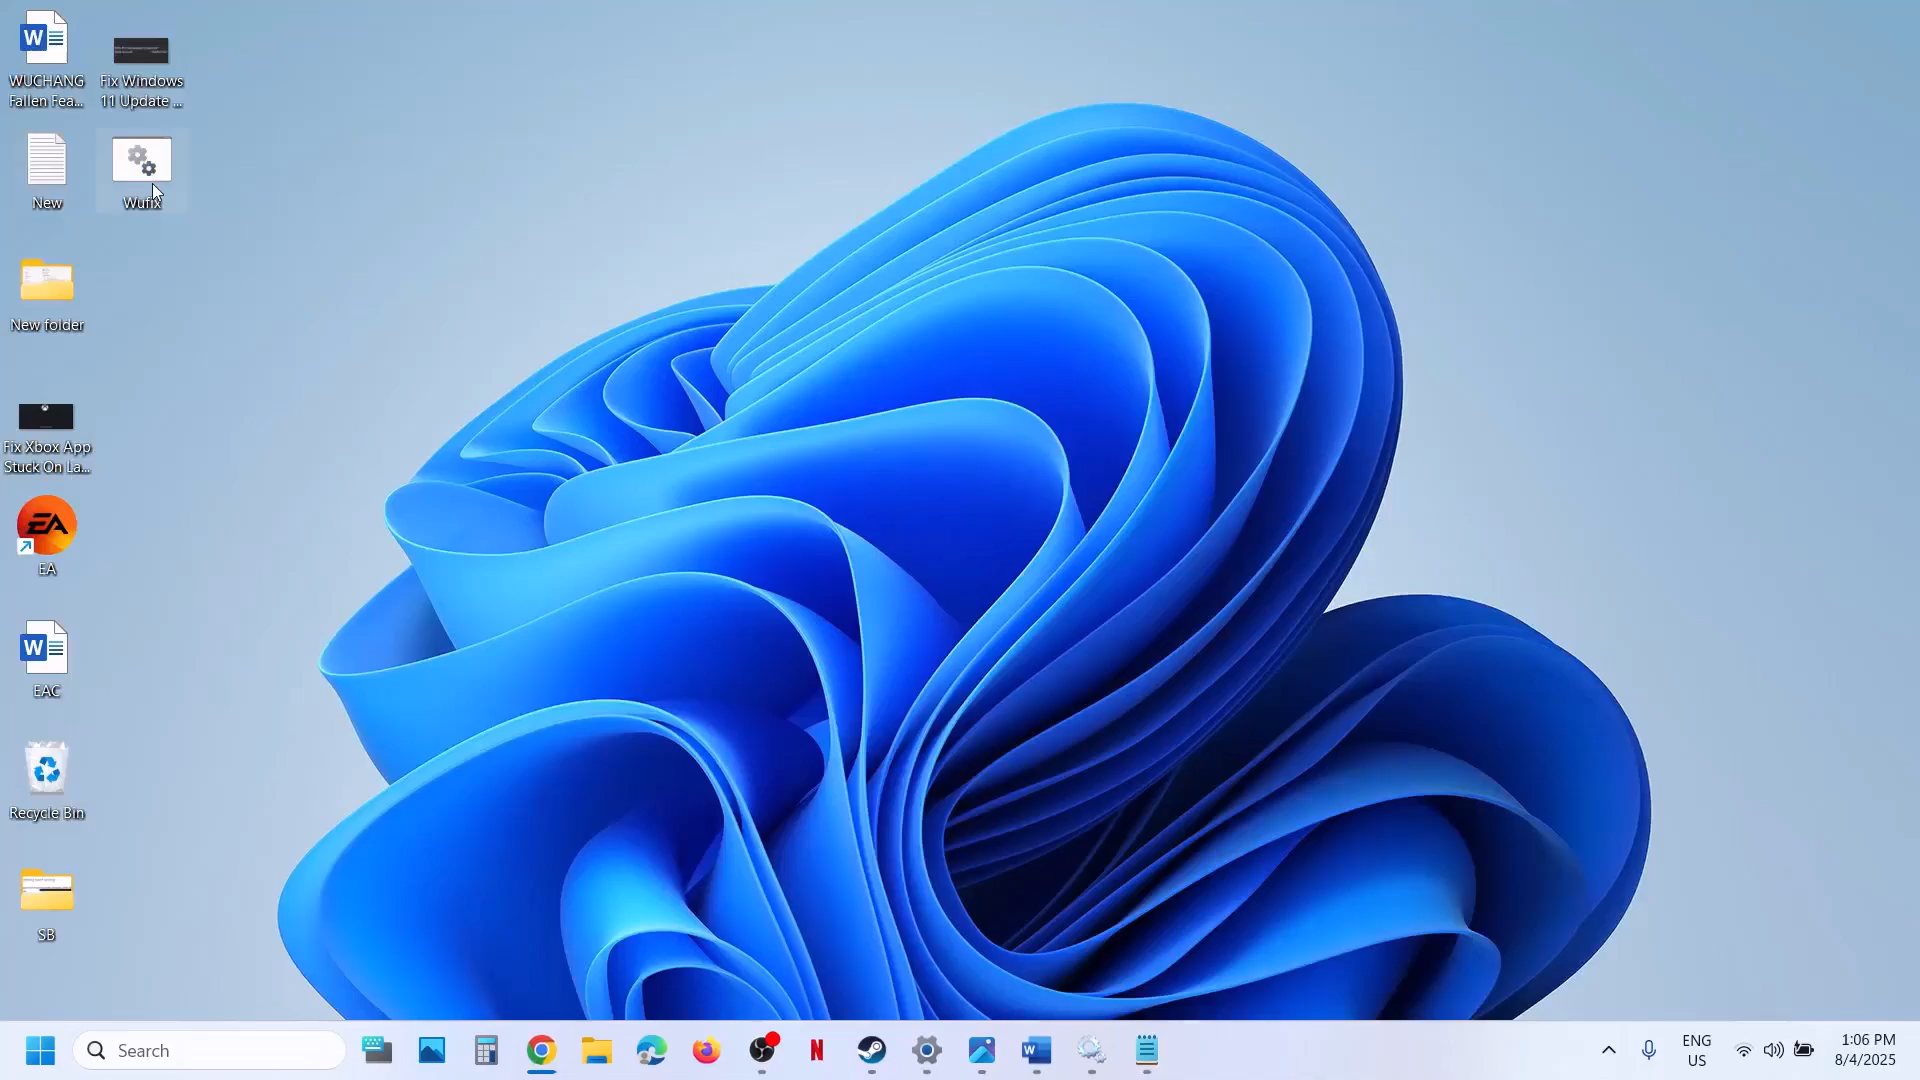 WUCHANG
Fallen Fea...
Fix Windows
11 Update ...
New
Wufix
New folder
Fix Xbox App
Stuck On La...
EA
EA
EAC
Recycle Bin
SB
Search
ENG
US
1:06 PM
8/4/2025